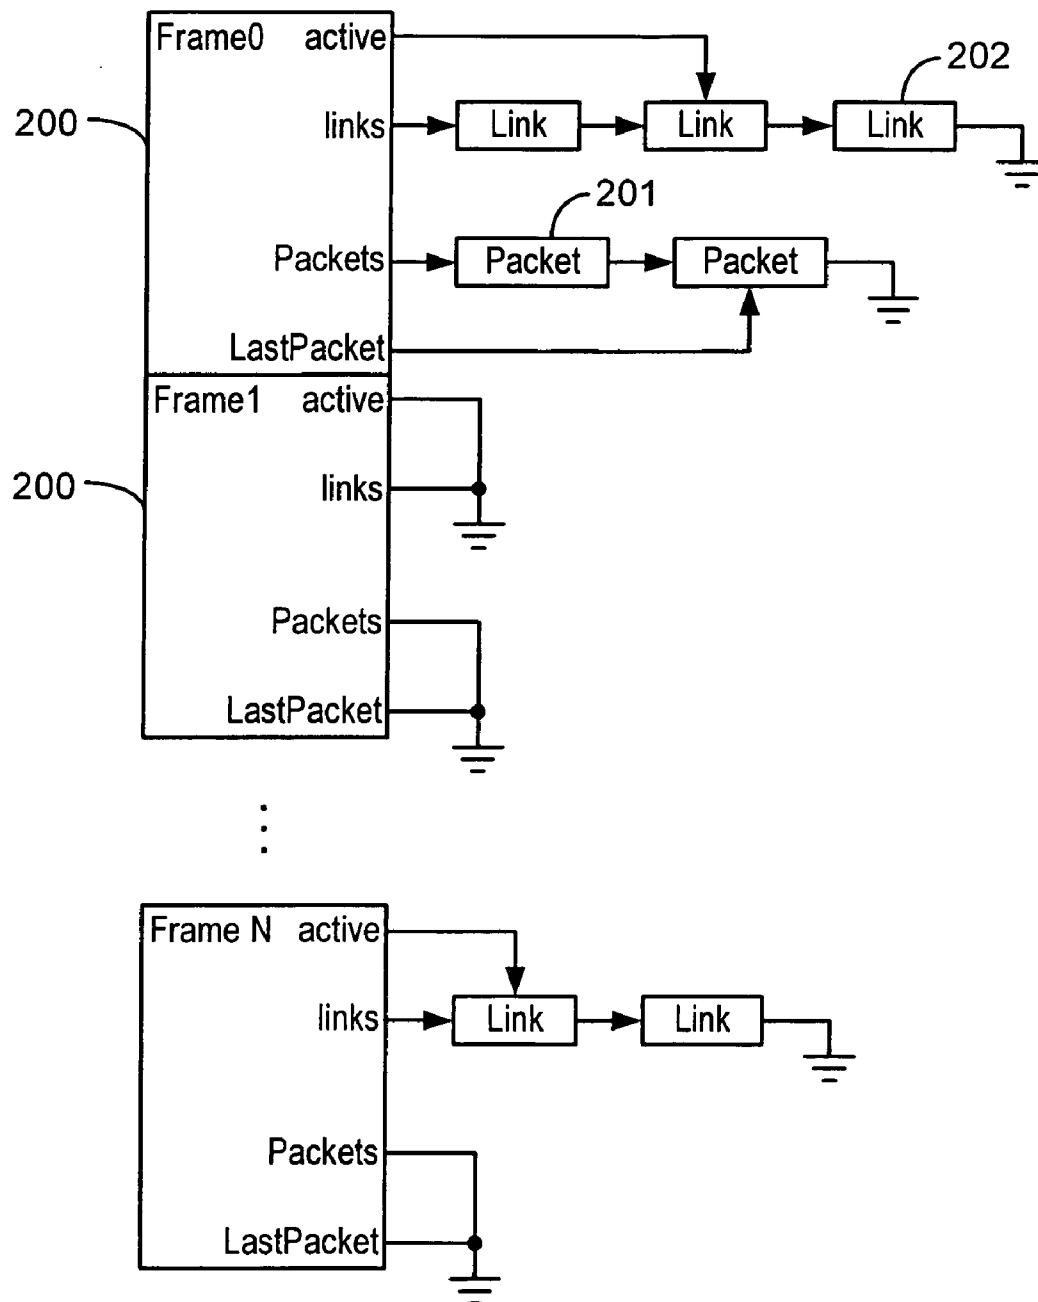 Frame0 active
202
200
links Link Link Link
201
Packets Packet Packet
LastPacket
Frame1 active
200
links
Packets
LastPacket
Frame N active
links Link Link
Packets
LastPacket